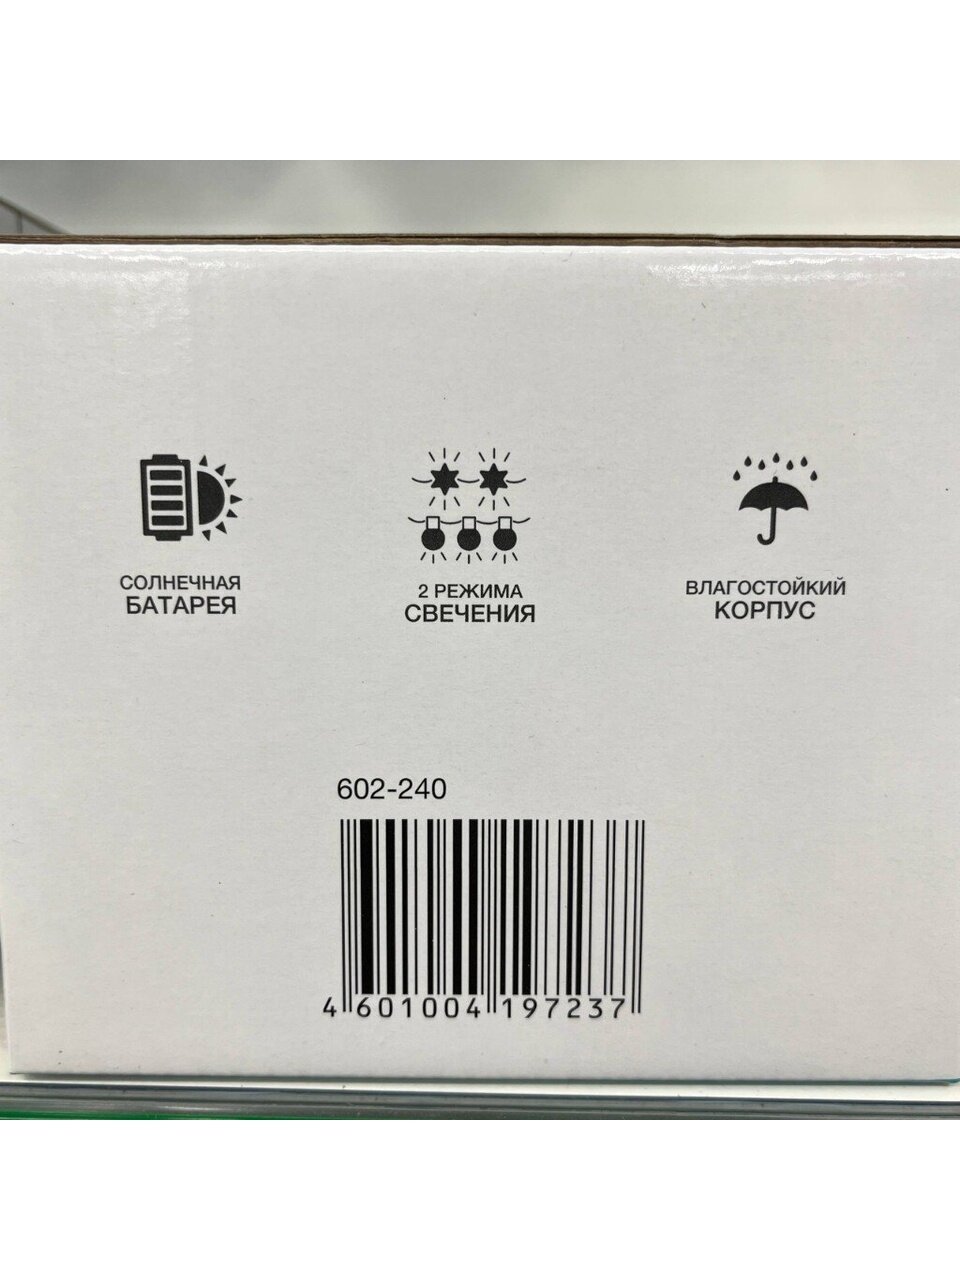 СОЛНЕЧНАЯ
БАТАРЕЯ
2 РЕЖИМА
СВЕЧЕНИЯ
ВЛАГОСТОЙКИЙ
КОРПУС
602-240
4 601004 197237